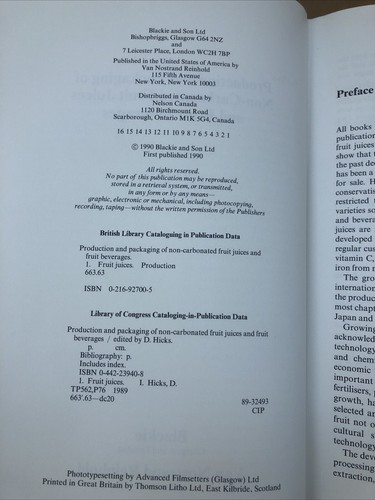 Blackie and Son Ltd
Bishopbriggs, Glasgow G64 2NZ
and
7 Leicester Place, London WC2H 7BP
Published in the United States of America by
Van Nostrand Reinhold
115 Fifth Avenue
New York, New York 10003
Distributed in Canada by
Nelson Canada
1120 Birchmount Road
Scarborough, Ontario M1K 5G4, Canada
16 15 14 13 12 11 10 9 8 7 6 5 4 3 2 1
© 1990 Blackie and Son Ltd
First published 1990
All rights reserved.
No part of this publication may be reproduced,
stored in a retrieval system, or transmitted,
in any form or by any means—
graphic, electronic or mechanical, including photocopying,
recording, taping—without the written permission of the Publishers
British Library Cataloguing in Publication Data
Production and packaging of non-carbonated fruit juices and
fruit beverages.
1. Fruit juices. Production
663.63
ISBN 0-216-92700-5
Library of Congress Cataloging-in-Publication Data
Production and packaging of non-carbonated fruit juices and fruit
beverages / edited by D. Hicks.
p. cm.
Bibliography: p.
Includes index.
ISBN 0-442-23940-8
1. Fruit juices. I. Hicks, D.
TP562.P76 1989
663'.63—dc20 89-32493
CIP
Phototypesetting by Advanced Filmsetters (Glasgow) Ltd
Printed in Great Britain by Thomson Litho Ltd, East Kilbride, Scotland
Preface
All books
publication
fruit juices
show that
the past dec
has been a
for sale. H
conservati
restricted
varieties so
and bevera
juices are
developed
regular cus
vitamin C,
iron from
The gro
internation
the produc
most chapt
Japan and
Growing
acknowled
technology
and chemi
economic
important
fertilisers,
growth, ha
selected an
fruit not o
cultural s
technology
The deve
processing
extraction,